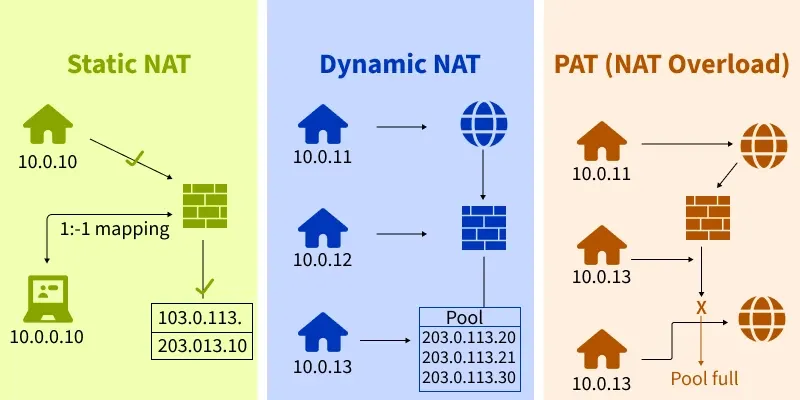 Static NAT
10.0.10
1:-1 mapping
10.0.0.10
103.0.113.
203.013.10
Dynamic NAT
10.0.11
10.0.12
10.0.13
Pool
203.0.113.20
203.0.113.21
203.0.113.30
PAT (NAT Overload)
10.0.11
10.0.13
X
10.0.13
Pool full